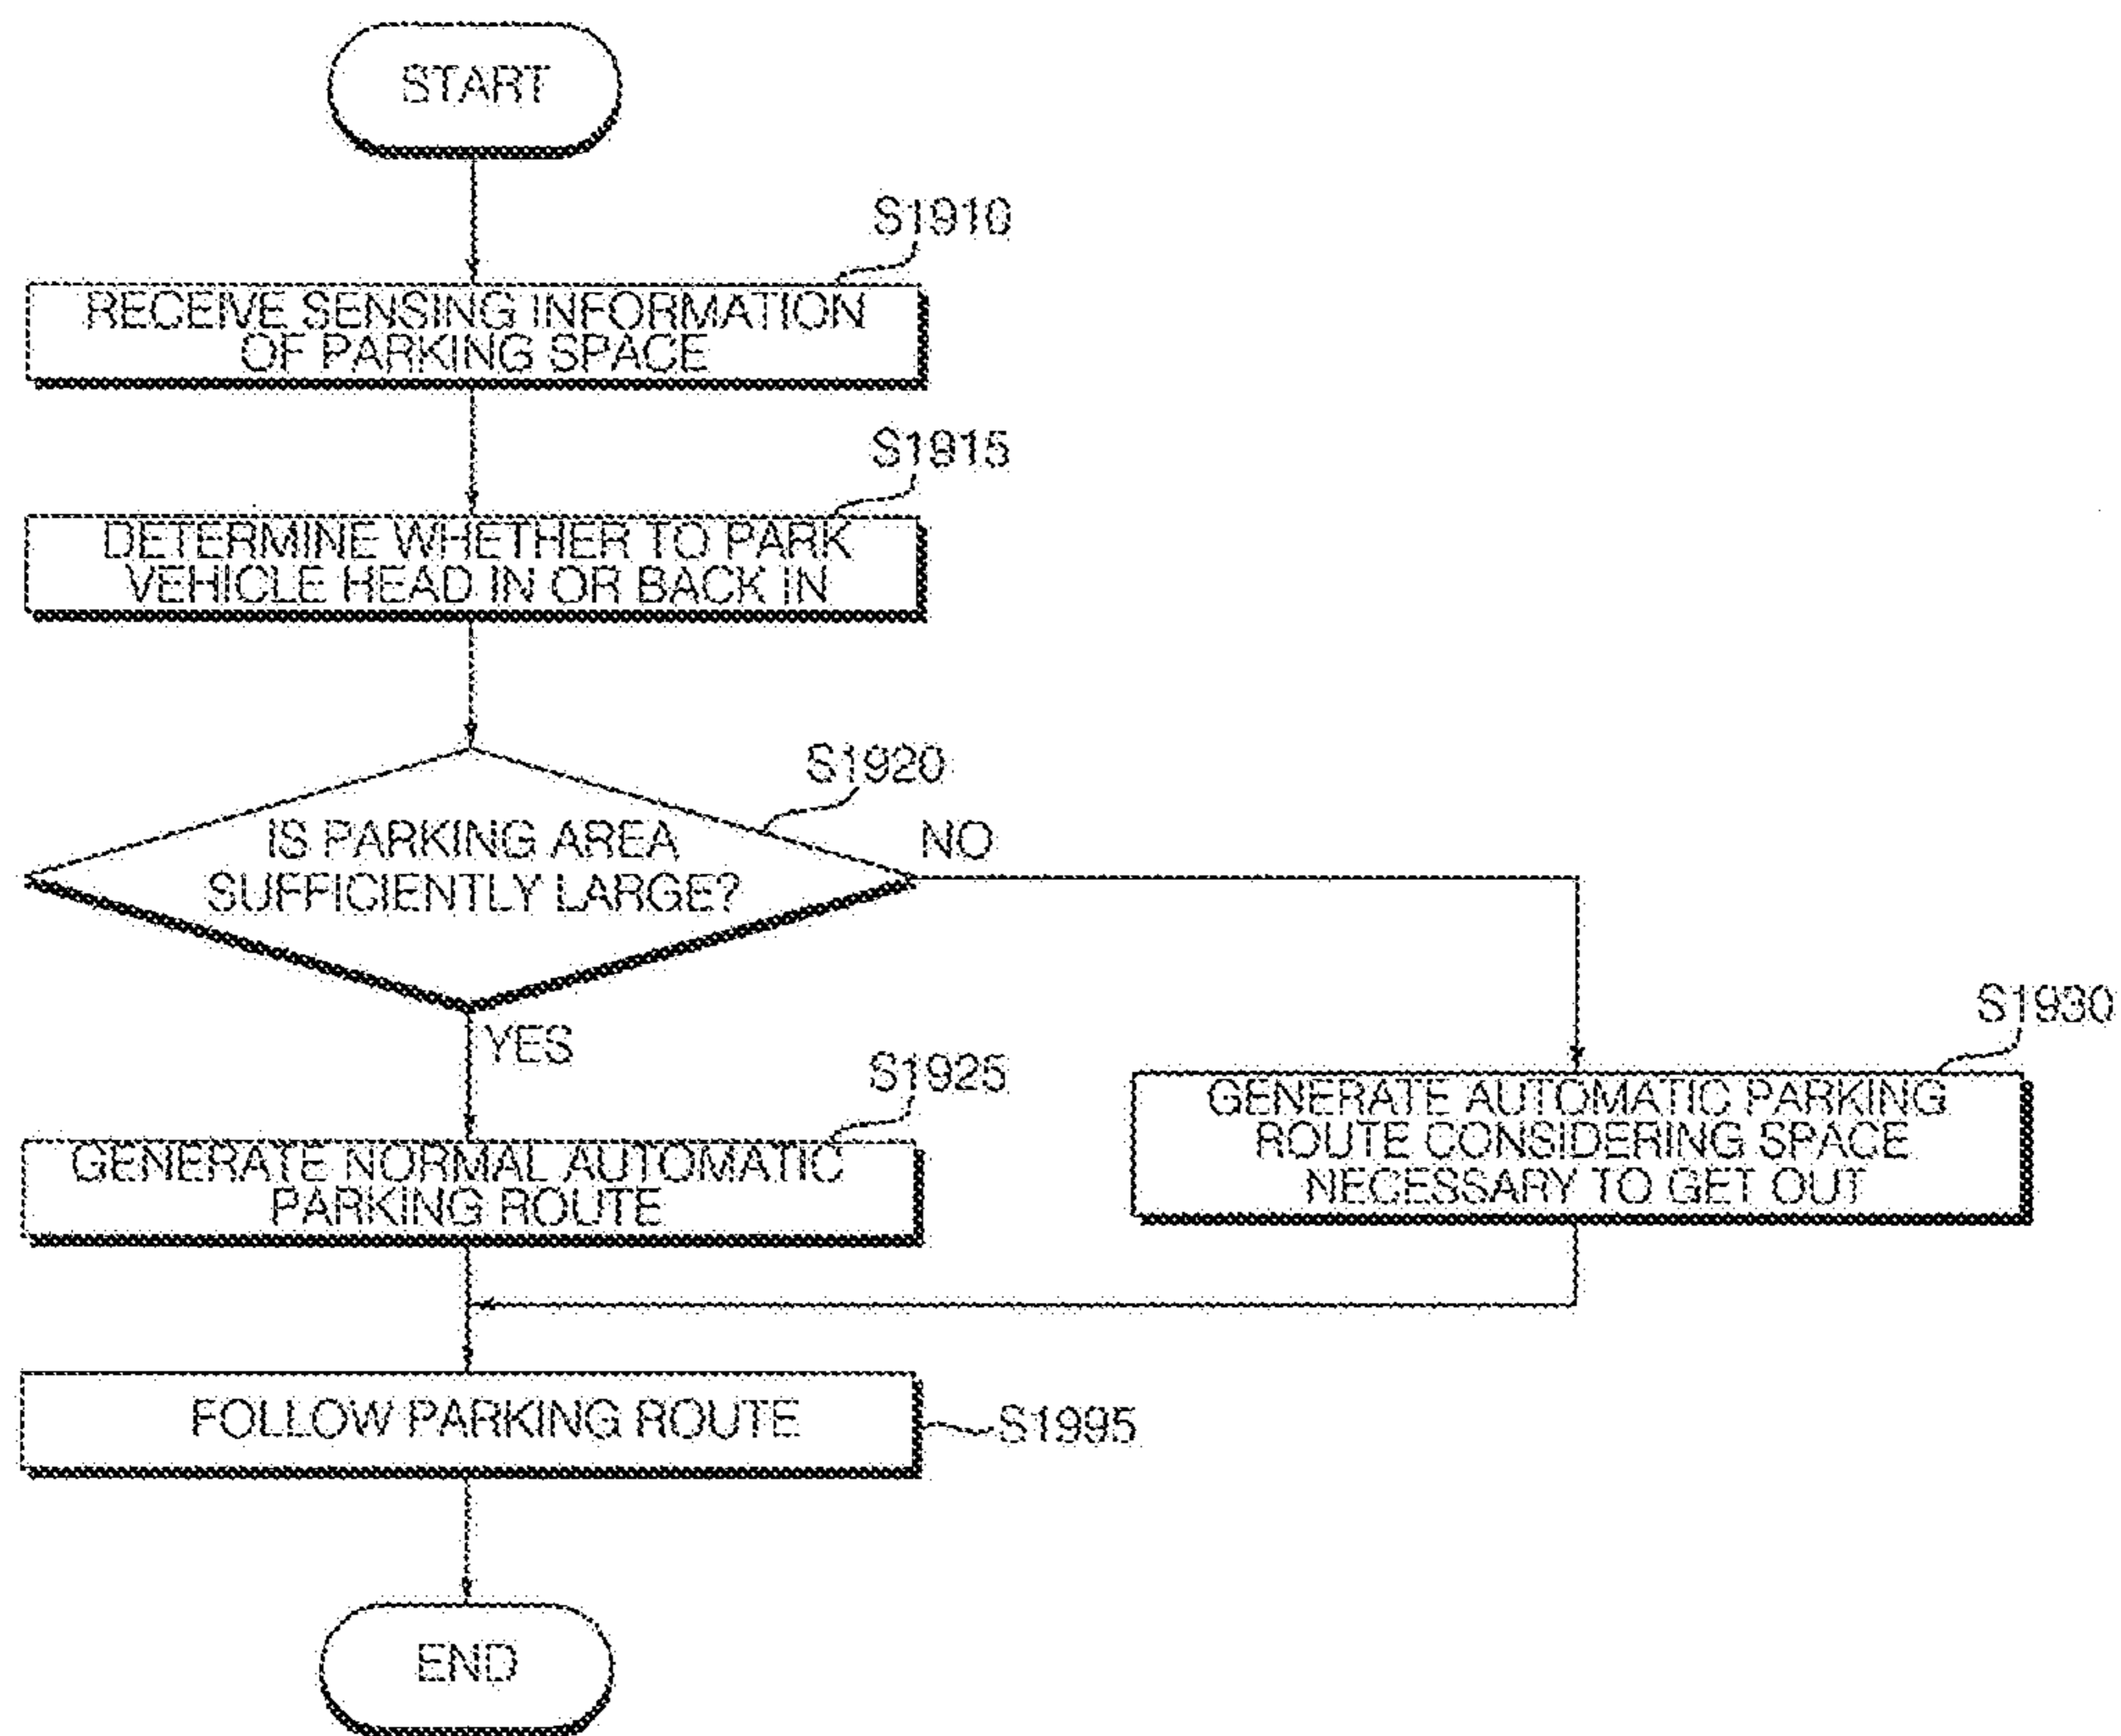 START
S1910
RECEIVE SENSING INFORMATION
OF PARKING SPACE
S1915
DETERMINE WHETHER TO PARK
VEHICLE HEAD IN OR BACK IN
S1920
IS PARKING AREA
SUFFICIENTLY LARGE?
NO
YES
S1925
GENERATE NORMAL AUTOMATIC
PARKING ROUTE
S1930
GENERATE AUTOMATIC PARKING
ROUTE CONSIDERING SPACE
NECESSARY TO GET OUT
FOLLOW PARKING ROUTE
S1995
END